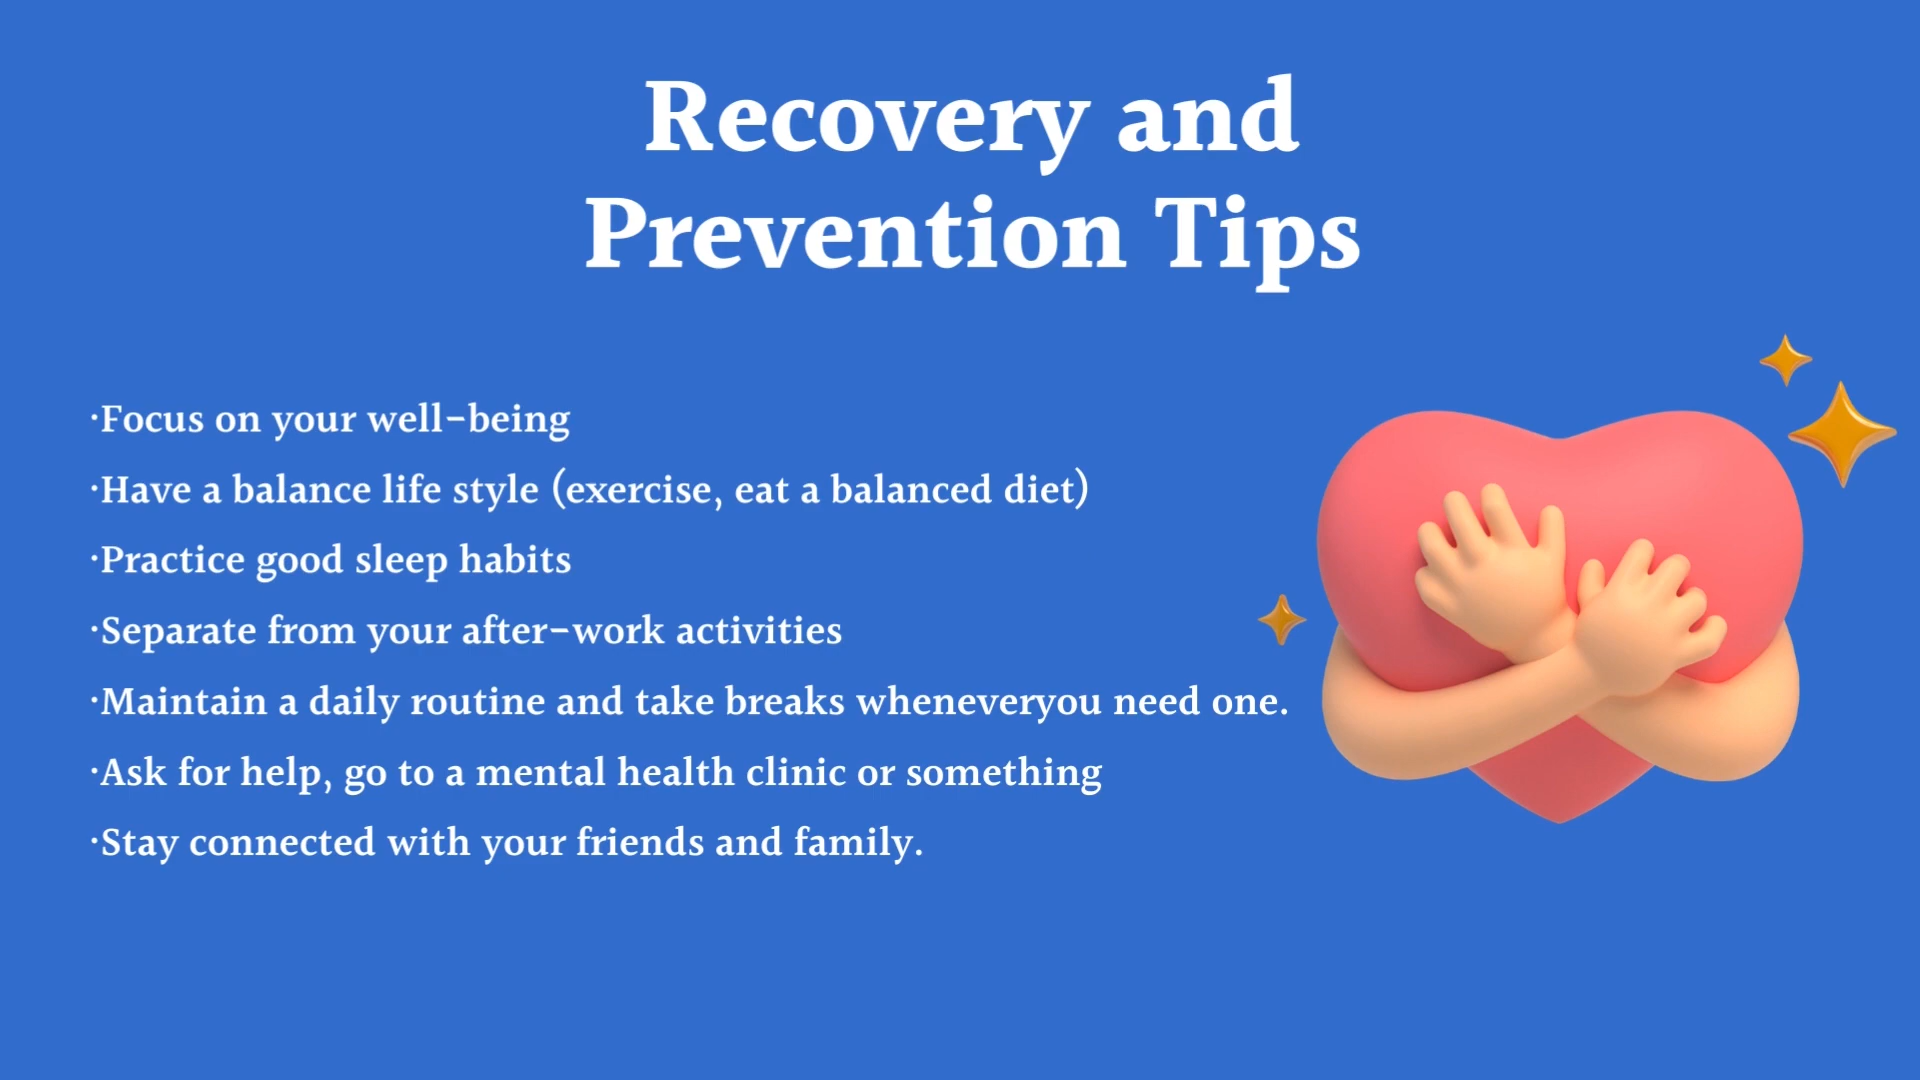 Recovery and
Prevention Tips
·Focus on your well-being
·Have a balance life style (exercise, eat a balanced diet)
·Practice good sleep habits
·Separate from your after-work activities
·Maintain a daily routine and take breaks wheneveryou need one.
·Ask for help, go to a mental health clinic or something
·Stay connected with your friends and family.